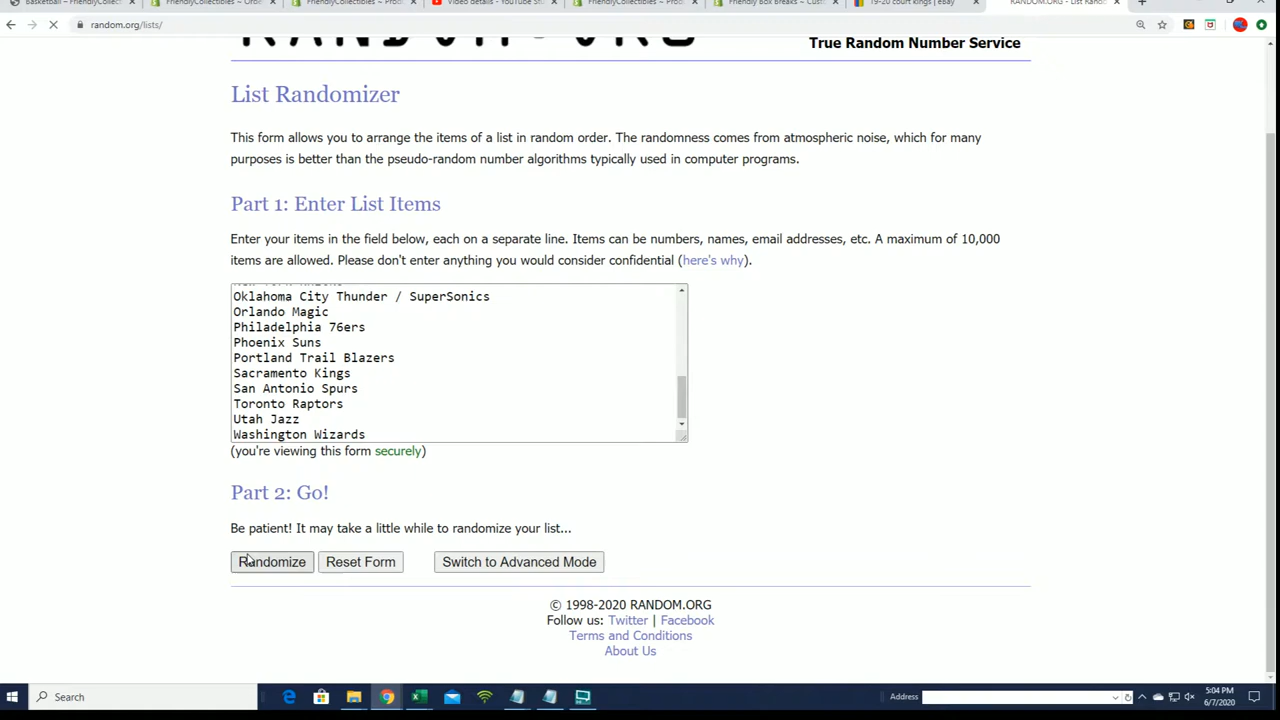 Basketball – FriendlyCollect
FriendlyCollectibles ~ Orde
FriendlyCollectibles ~ Prod
Video details - YouTube St
FriendlyCollectibles ~ Prod
Friendly Box Breaks – Cust
19-20 court kings | eBay
RANDOM.ORG - List Rando
random.org/lists/
RANDOM.ORG
True Random Number Service
List Randomizer
This form allows you to arrange the items of a list in random order. The randomness comes from atmospheric noise, which for many
purposes is better than the pseudo-random number algorithms typically used in computer programs.
Part 1: Enter List Items
Enter your items in the field below, each on a separate line. Items can be numbers, names, email addresses, etc. A maximum of 10,000
items are allowed. Please don't enter anything you would consider confidential (here's why).
Oklahoma City Thunder / SuperSonics
Orlando Magic
Philadelphia 76ers
Phoenix Suns
Portland Trail Blazers
Sacramento Kings
San Antonio Spurs
Toronto Raptors
Utah Jazz
Washington Wizards
(you're viewing this form securely)
Part 2: Go!
Be patient! It may take a little while to randomize your list...
Randomize Reset Form Switch to Advanced Mode
© 1998-2020 RANDOM.ORG
Follow us: Twitter | Facebook
Terms and Conditions
About Us
Search
Address
5:04 PM
6/7/2020